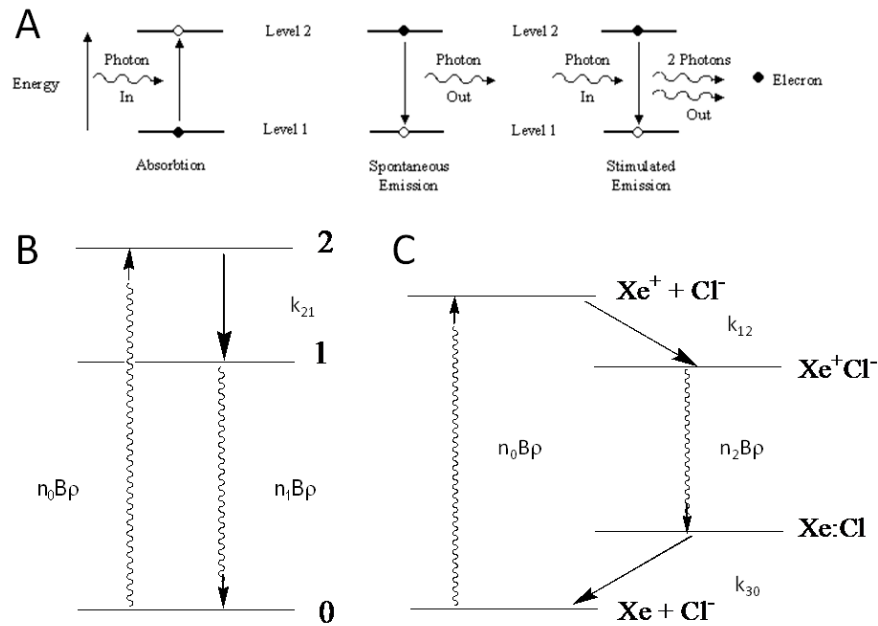 A
Level 2
Level 2
Energy
Photon
In
Photon
Out
Photon
In
2 Photons
Out
Elecron
Level 1
Level 1
Absorbtion
Spontaneous
Emission
Stimulated
Emission
B
2
k21
1
n0Bρ
n1Bρ
0
C
Xe+ + Cl-
k12
Xe+Cl-
n0Bρ
n2Bρ
Xe:Cl
k30
Xe + Cl-